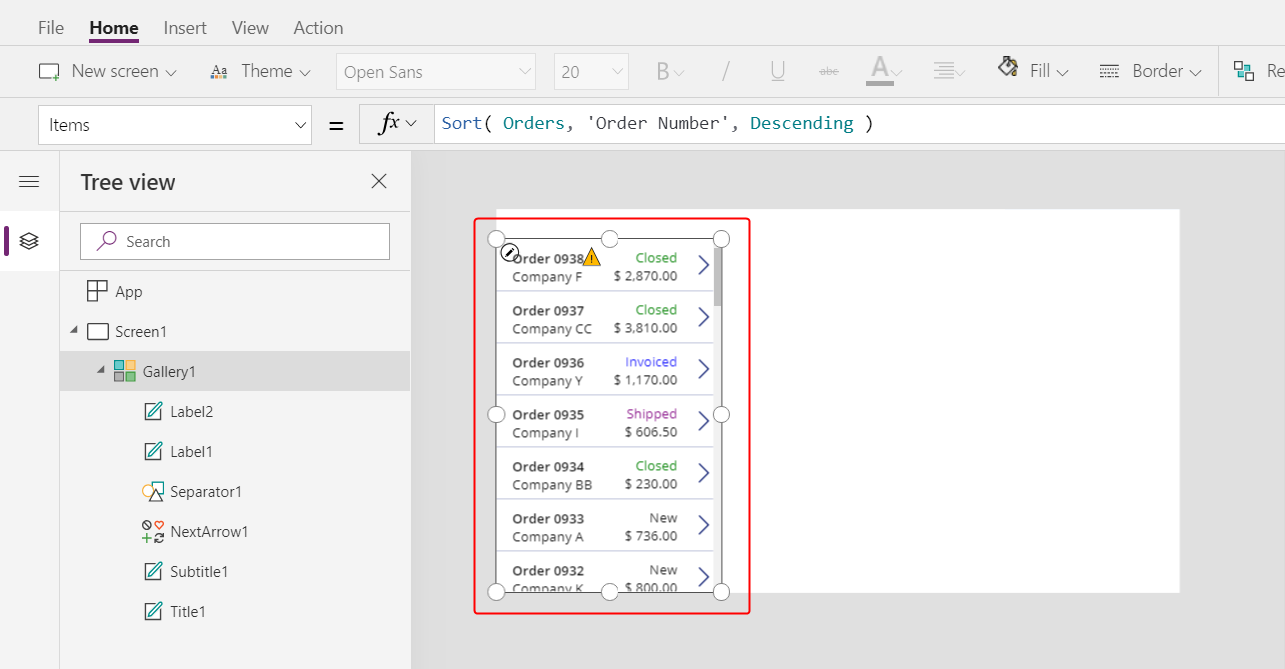 File Home Insert View Action
New screen Aa Theme Open Sans 20 B / U abc A Fill Border Re
Items = fx Sort( Orders, 'Order Number', Descending )
Tree view
Search
App
Screen1
Gallery1
Label2
Label1
Separator1
NextArrow1
Subtitle1
Title1
Order 0938 Closed
Company F $ 2,870.00
Order 0937 Closed
Company CC $ 3,810.00
Order 0936 Invoiced
Company Y $ 1,170.00
Order 0935 Shipped
Company I $ 606.50
Order 0934 Closed
Company BB $ 230.00
Order 0933 New
Company A $ 736.00
Order 0932 New
Company K $ 800.00